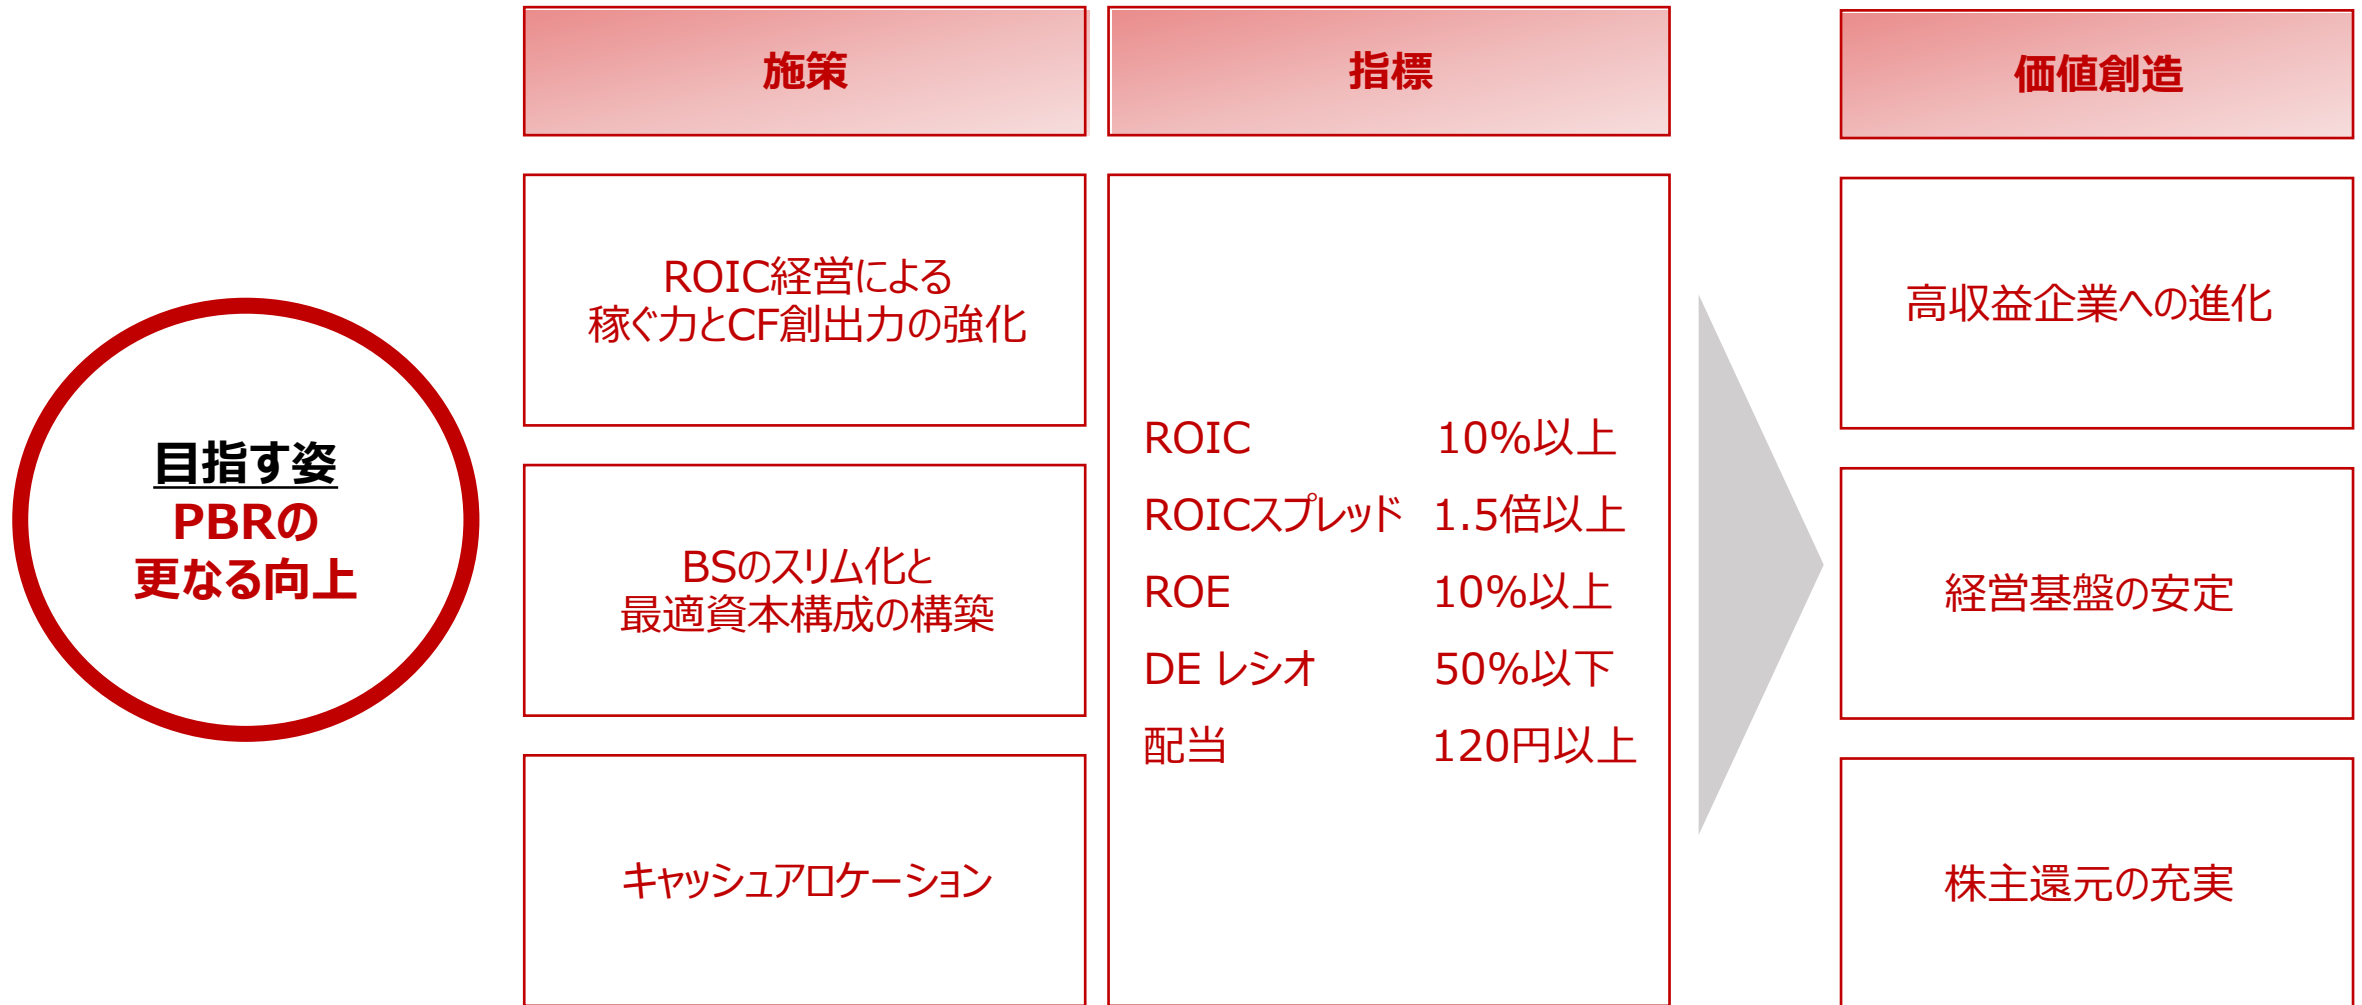 目指す姿
PBRの
更なる向上
施策
ROIC経営による
稼ぐ力とCF創出力の強化
BSのスリム化と
最適資本構成の構築
キャッシュアロケーション
指標
ROIC 10%以上
ROICスプレッド 1.5倍以上
ROE 10%以上
DE レシオ 50%以下
配当 120円以上
価値創造
高収益企業への進化
経営基盤の安定
株主還元の充実